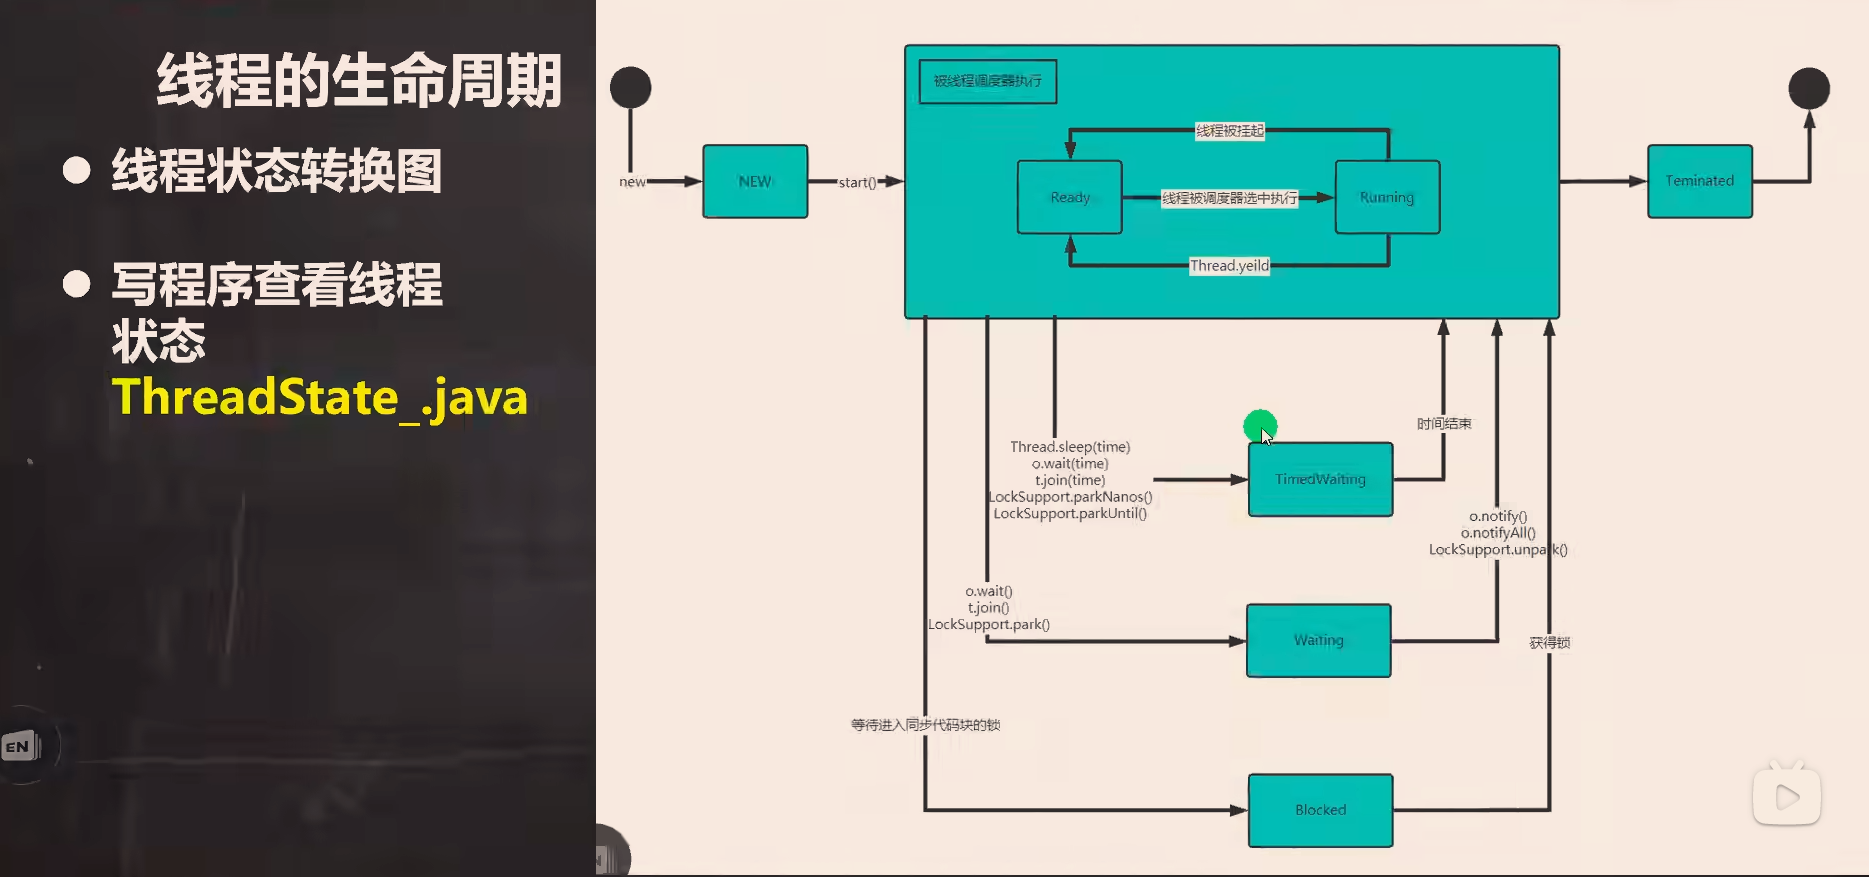 线程的生命周期
● 线程状态转换图
● 写程序查看线程
状态
ThreadState_.java
EN
new
NEW
start()
被线程调度器执行
线程被挂起
Ready
线程被调度器选中执行
Running
Thread.yeild
Teminated
Thread.sleep(time)
o.wait(time)
t.join(time)
LockSupport.parkNanos()
LockSupport.parkUntil()
TimedWaiting
时间结束
o.notify()
o.notifyAll()
LockSupport.unpark()
o.wait()
t.join()
LockSupport.park()
Waiting
获得锁
等待进入同步代码块的锁
Blocked